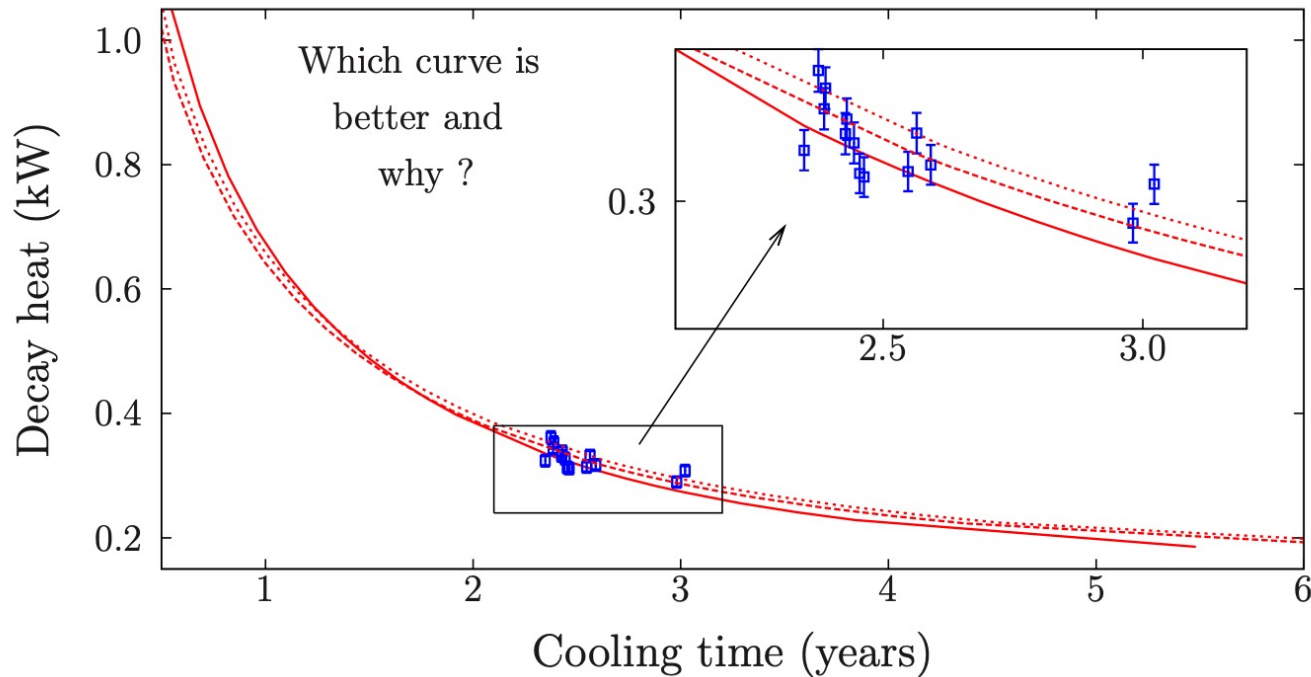 1.0
0.8
0.6
0.4
0.2
Decay heat (kW)
Which curve is
better and
why ?
0.3
2.5 3.0
1 2 3 4 5 6
Cooling time (years)